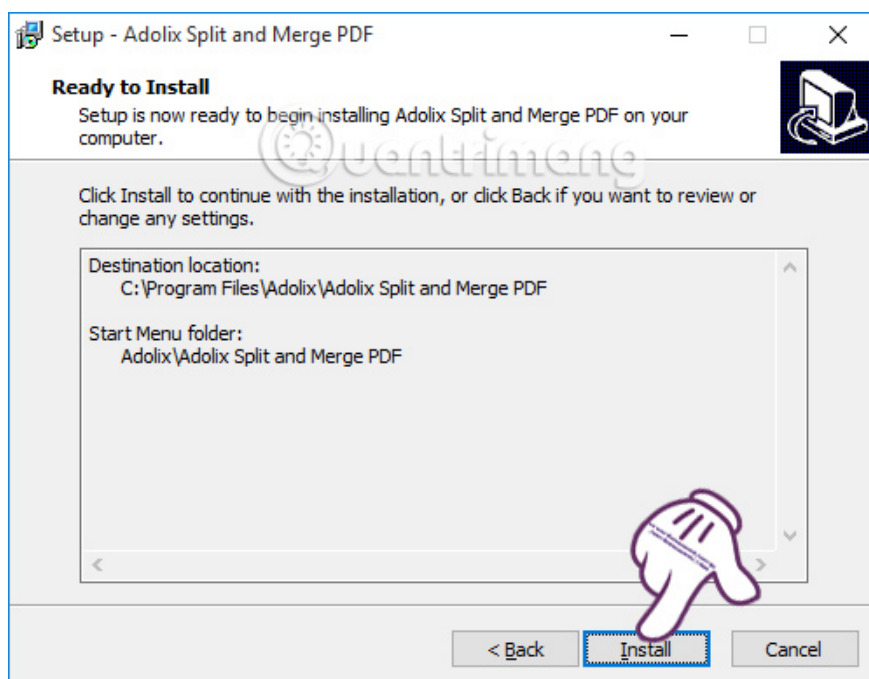 Setup - Adolix Split and Merge PDF
Ready to Install
Setup is now ready to begin installing Adolix Split and Merge PDF on your
computer.
Quantrimang
Click Install to continue with the installation, or click Back if you want to review or
change any settings.
Destination location:
C:\Program Files\Adolix\Adolix Split and Merge PDF
Start Menu folder:
Adolix\Adolix Split and Merge PDF
< Back
Install
Cancel